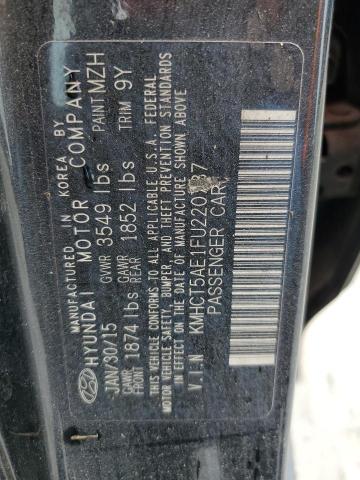 MANUFACTURED IN KOREA BY
HYUNDAI MOTOR COMPANY
JAN/30/15 GVWR 3549 lbs PAINT MZH
GAWR FRONT 1874 lbs GAWR REAR 1852 lbs TRIM 9Y
THIS VEHICLE CONFORMS TO ALL APPLICABLE U.S.A. FEDERAL
MOTOR VEHICLE SAFETY, BUMPER, AND THEFT PREVENTION STANDARDS
IN EFFECT ON THE DATE OF MANUFACTURE SHOWN ABOVE
V.I.N KMHCT5AE1FU220
PASSENGER CAR